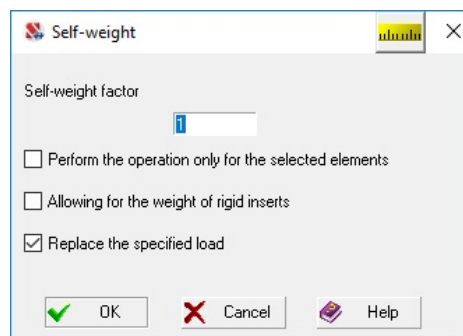 Self-weight
Self-weight factor
1
Perform the operation only for the selected elements
Allowing for the weight of rigid inserts
Replace the specified load
OK Cancel Help